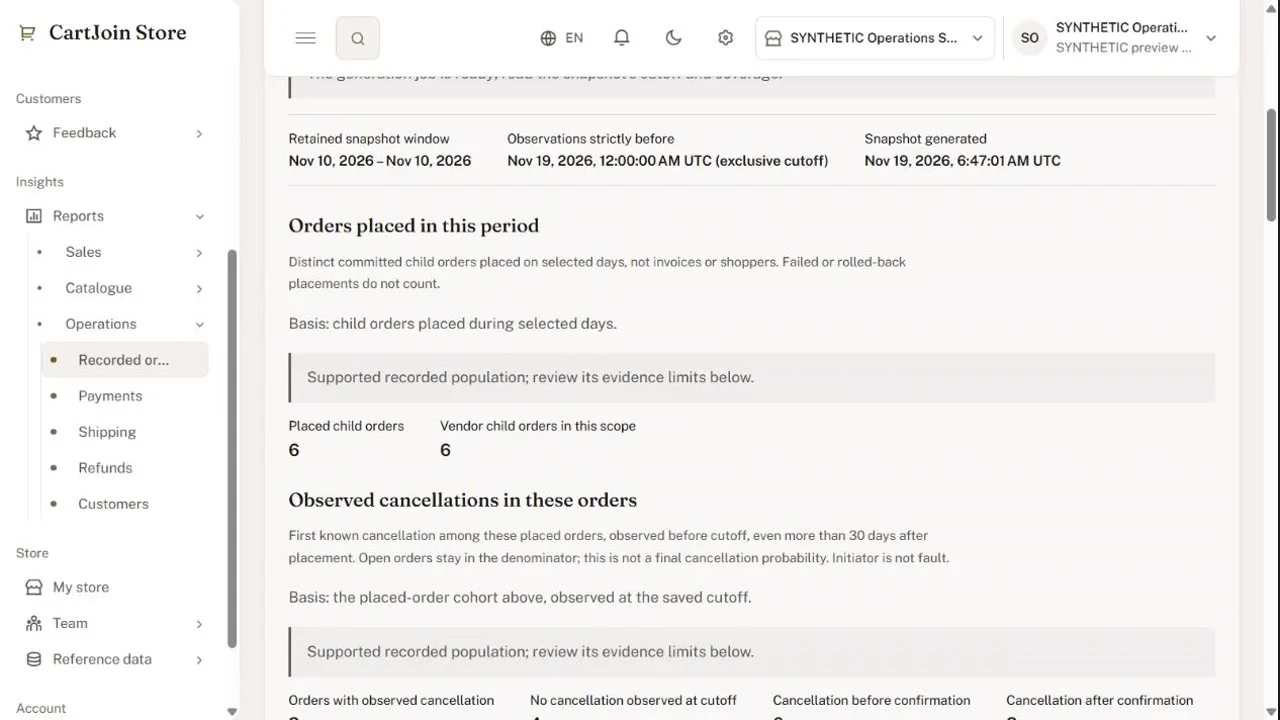 CartJoin Store
EN
SYNTHETIC Operations S...
SO
SYNTHETIC Operati...
SYNTHETIC preview ...
Customers
Feedback
Insights
Reports
Sales
Catalogue
Operations
Recorded or...
Payments
Shipping
Refunds
Customers
Store
My store
Team
Reference data
Account
Retained snapshot window
Nov 10, 2026 – Nov 10, 2026
Observations strictly before
Nov 19, 2026, 12:00:00 AM UTC (exclusive cutoff)
Snapshot generated
Nov 19, 2026, 6:47:01 AM UTC
Orders placed in this period
Distinct committed child orders placed on selected days, not invoices or shoppers. Failed or rolled-back
placements do not count.
Basis: child orders placed during selected days.
Supported recorded population; review its evidence limits below.
Placed child orders
6
Vendor child orders in this scope
6
Observed cancellations in these orders
First known cancellation among these placed orders, observed before cutoff, even more than 30 days after
placement. Open orders stay in the denominator; this is not a final cancellation probability. Initiator is not fault.
Basis: the placed-order cohort above, observed at the saved cutoff.
Supported recorded population; review its evidence limits below.
Orders with observed cancellation
No cancellation observed at cutoff
Cancellation before confirmation
Cancellation after confirmation